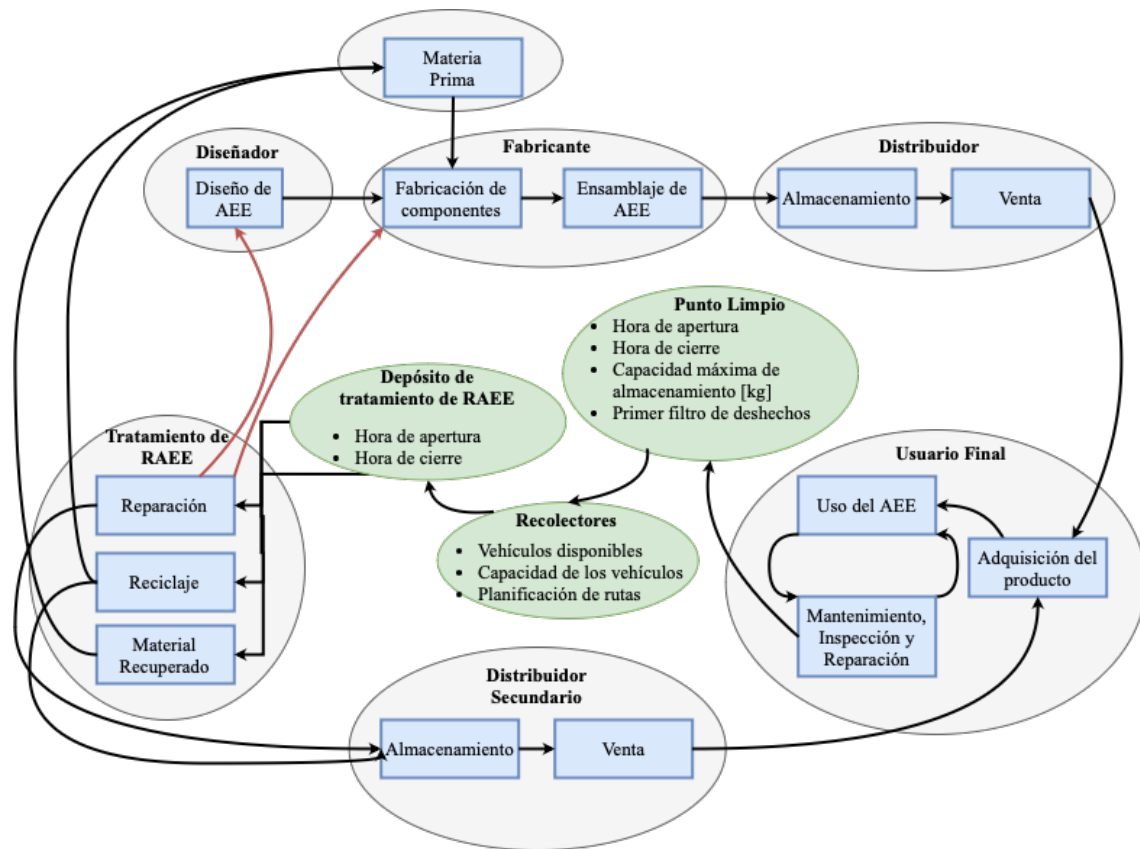 Materia
Prima
Diseñador
Diseño de
AEE
Fabricante
Fabricación de
componentes
Ensamblaje de
AEE
Distribuidor
Almacenamiento
Venta
Punto Limpio
• Hora de apertura
• Hora de cierre
• Capacidad máxima de
almacenamiento [kg]
• Primer filtro de deshechos
Depósito de
tratamiento de RAEE
• Hora de apertura
• Hora de cierre
Recolectores
• Vehículos disponibles
• Capacidad de los vehículos
• Planificación de rutas
Tratamiento de
RAEE
Reparación
Reciclaje
Material
Recuperado
Usuario Final
Uso del AEE
Adquisición del
producto
Mantenimiento,
Inspección y
Reparación
Distribuidor
Secundario
Almacenamiento
Venta